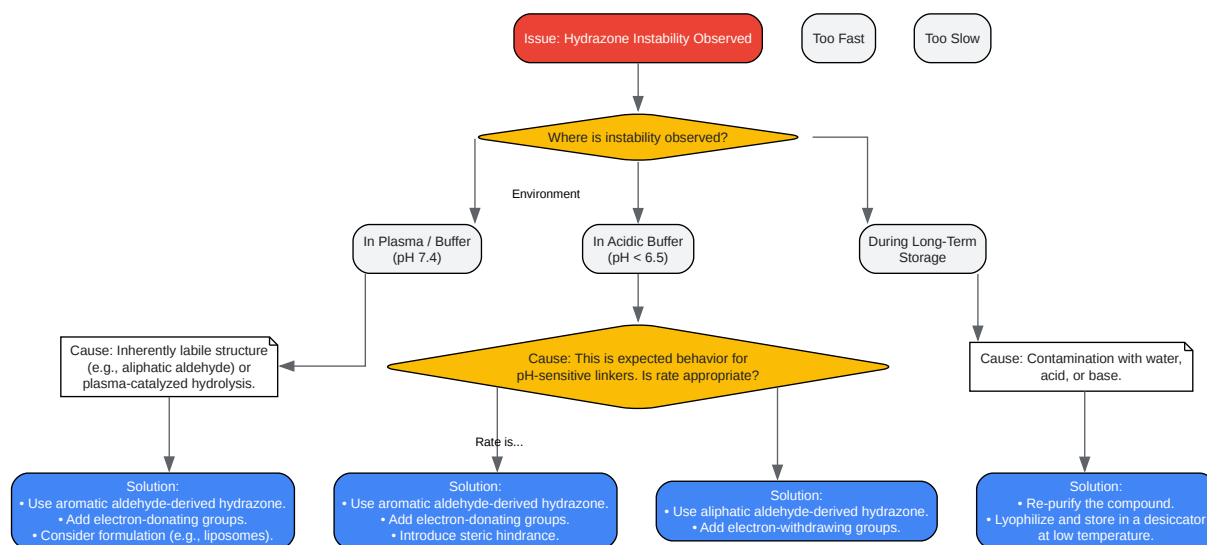 Issue: Hydrazone Instability Observed
Too Fast
Too Slow
Where is instability observed?
Environment
In Plasma / Buffer
(pH 7.4)
In Acidic Buffer
(pH < 6.5)
During Long-Term
Storage
Cause: Inherently labile structure
(e.g., aliphatic aldehyde) or
plasma-catalyzed hydrolysis.
Cause: This is expected behavior for
pH-sensitive linkers. Is rate appropriate?
Cause: Contamination with water,
acid, or base.
Rate is...
Solution:
• Use aromatic aldehyde-derived hydrazone.
• Add electron-donating groups.
• Consider formulation (e.g., liposomes).
Solution:
• Use aromatic aldehyde-derived hydrazone.
• Add electron-donating groups.
• Introduce steric hindrance.
Solution:
• Use aliphatic aldehyde-derived hydrazone.
• Add electron-withdrawing groups.
Solution:
• Re-purify the compound.
• Lyophilize and store in a desiccator
at low temperature.